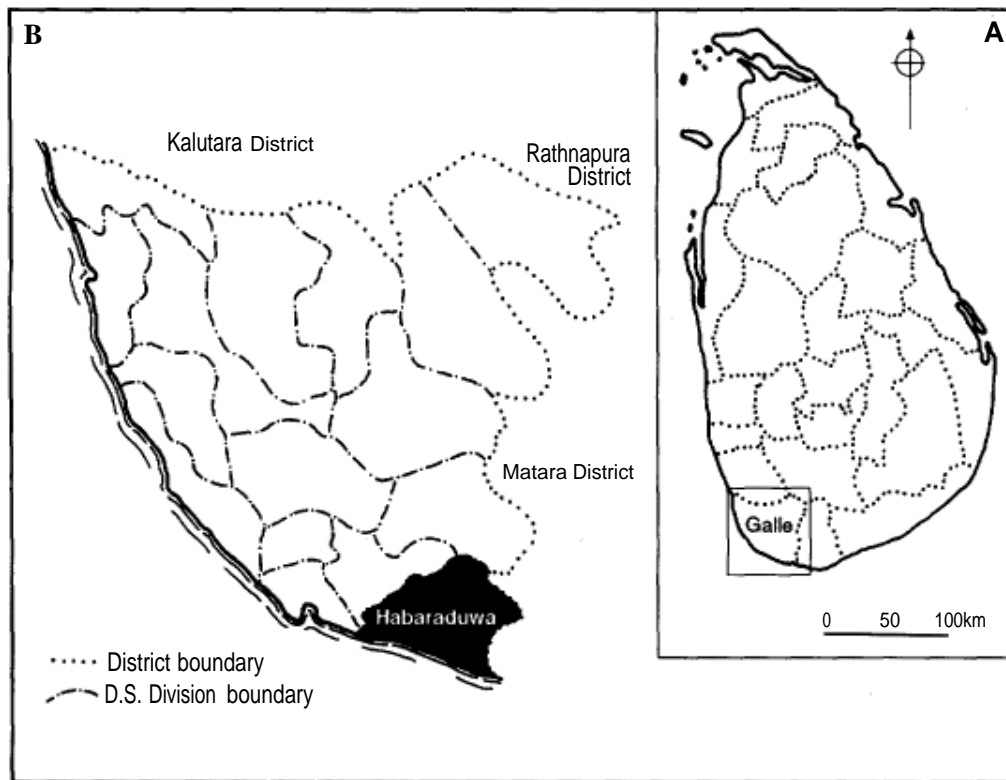 B
Kalutara District
Rathnapura
District
Matara District
Habaraduwa
District boundary
D.S. Division boundary
A
Galle
0 50 100km